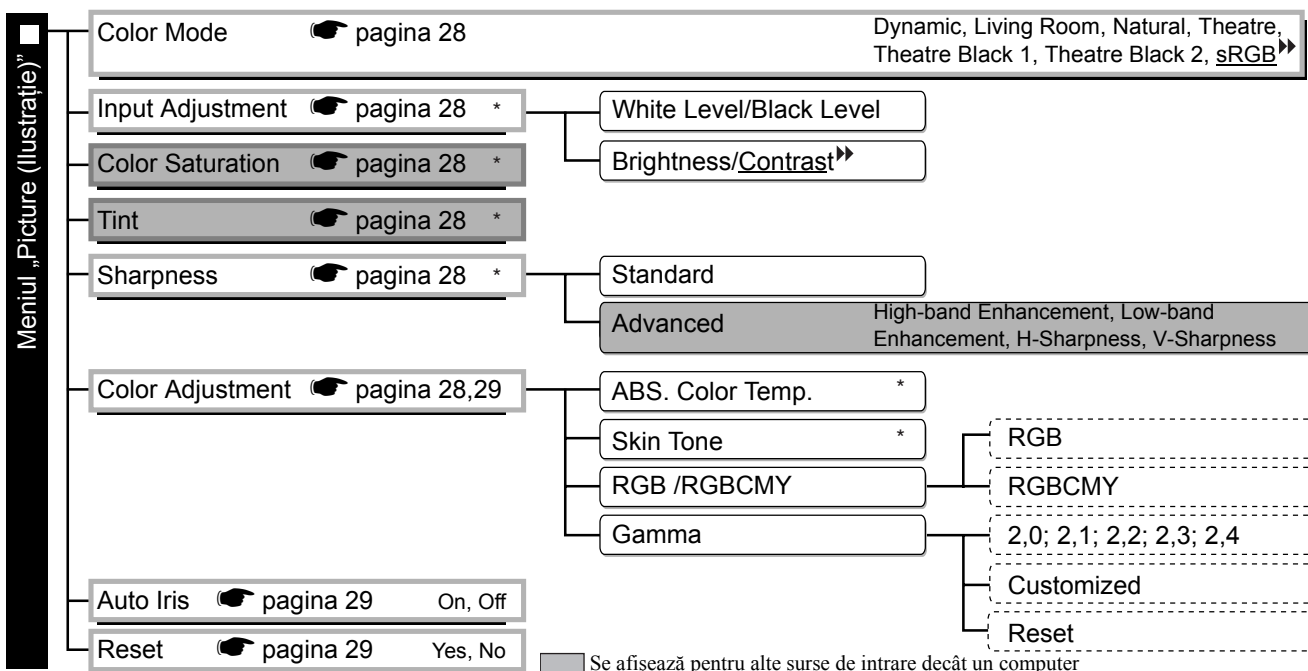 Meniul „Picture (Ilustrație)”
Color Mode ☛ pagina 28 Dynamic, Living Room, Natural, Theatre,
Theatre Black 1, Theatre Black 2, sRGB
Input Adjustment ☛ pagina 28 *
White Level/Black Level
Brightness/Contrast
Color Saturation ☛ pagina 28 *
Tint ☛ pagina 28 *
Sharpness ☛ pagina 28 *
Standard
Advanced High-band Enhancement, Low-band
Enhancement, H-Sharpness, V-Sharpness
Color Adjustment ☛ pagina 28,29
ABS. Color Temp. *
Skin Tone *
RGB /RGBCMY
RGB
RGBCMY
Gamma
2,0; 2,1; 2,2; 2,3; 2,4
Customized
Reset
Auto Iris ☛ pagina 29 On, Off
Reset ☛ pagina 29 Yes, No
Se afișează pentru alte surse de intrare decât un computer